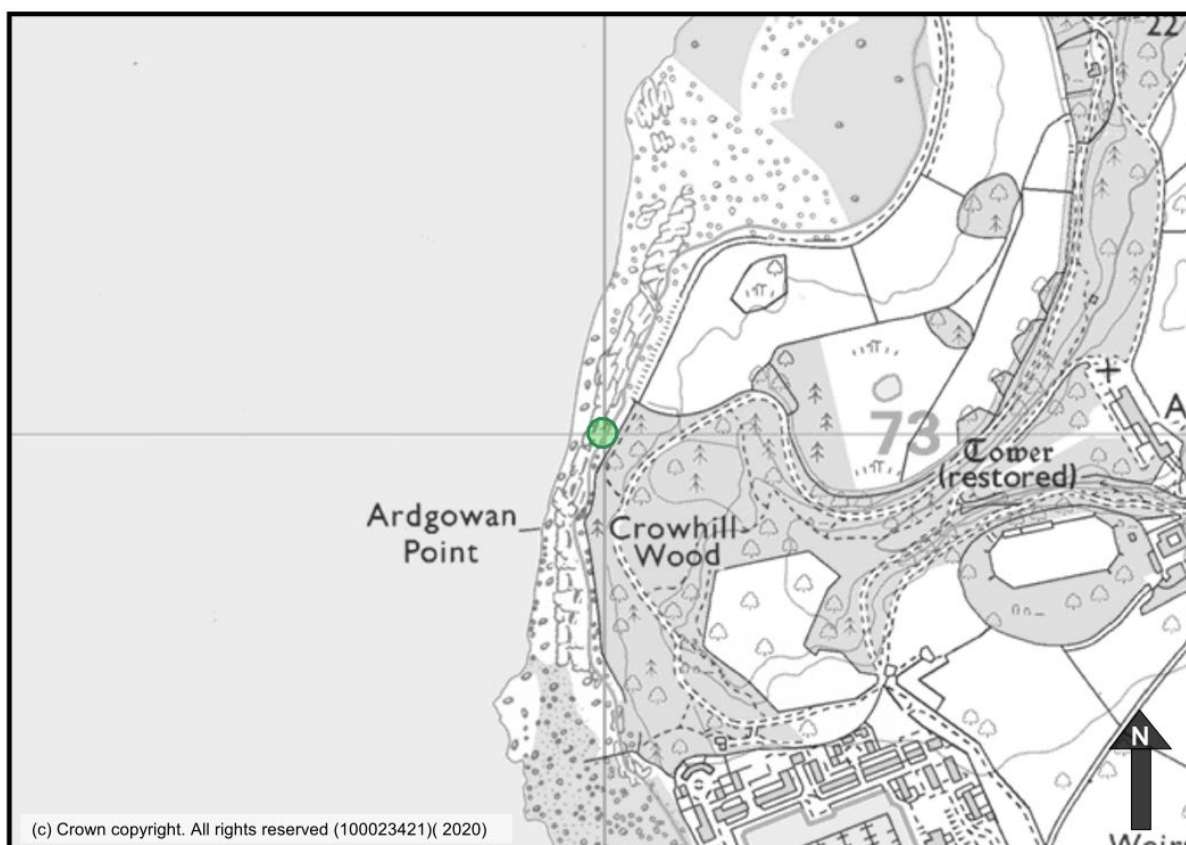 22
73
A
Tower
(restored)
Ardgowan
Point
Crowhill
Wood
N
(c) Crown copyright. All rights reserved (100023421)( 2020)